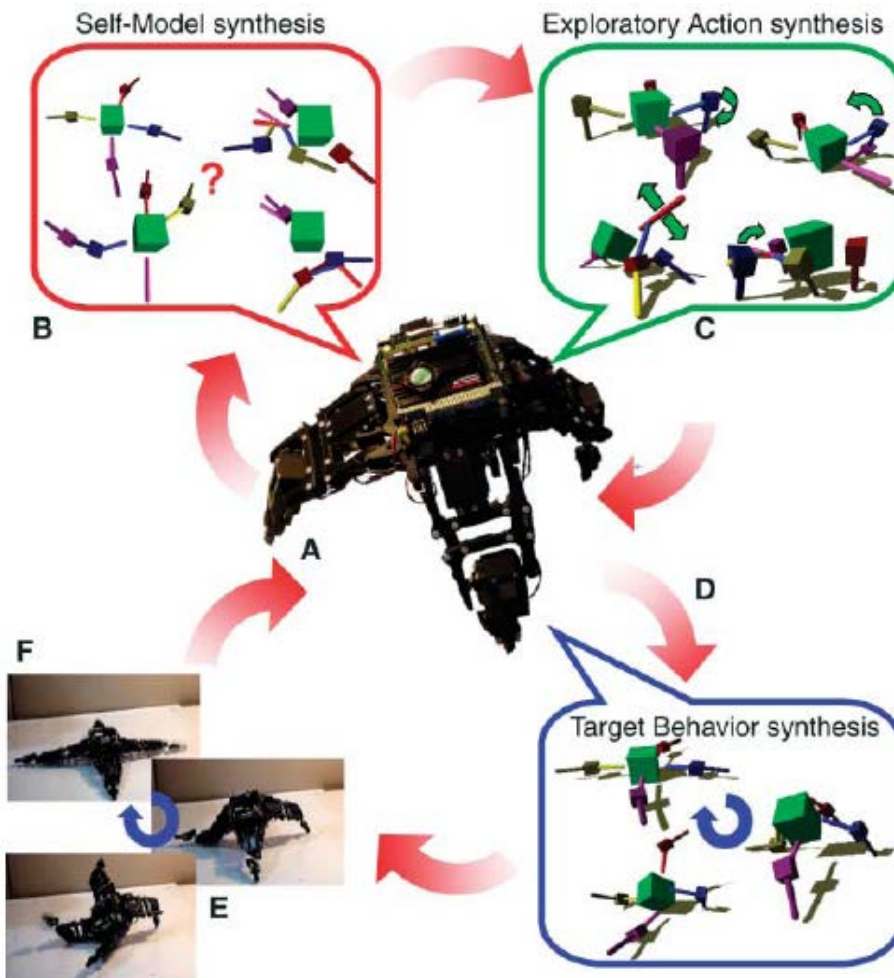 Self-Model synthesis
Exploratory Action synthesis
?
B
C
A
D
F
Target Behavior synthesis
E